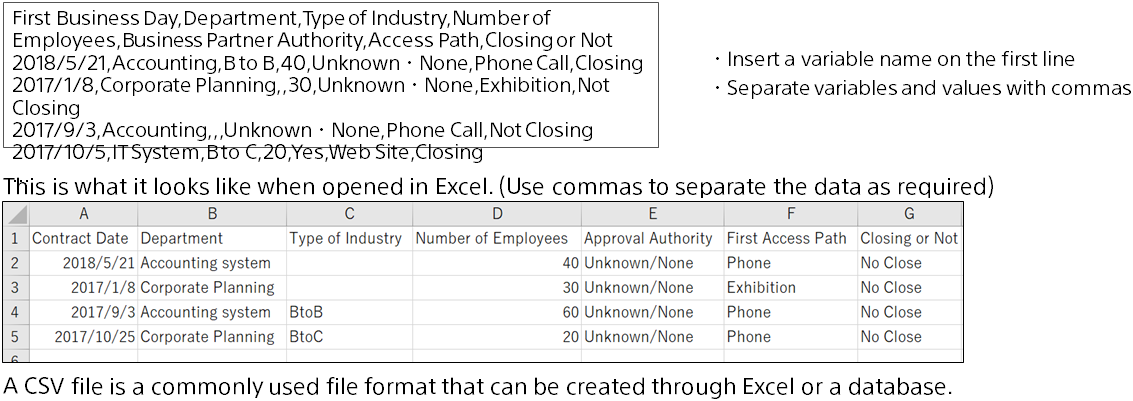 First Business Day,Department,Type of Industry,Number of
Employees,Business Partner Authority,Access Path,Closing or Not
2018/5/21,Accounting,B to B,40,Unknown・None,Phone Call,Closing
2017/1/8,Corporate Planning,,30,Unknown・None,Exhibition,Not
Closing
2017/9/3,Accounting,,,Unknown・None,Phone Call,Not Closing
2017/10/5,IT System,B to C,20,Yes,Web Site,Closing
・Insert a variable name on the first line
・Separate variables and values with commas
This is what it looks like when opened in Excel. (Use commas to separate the data as required)
A B C D E F G
1 Contract Date Department Type of Industry Number of Employees Approval Authority First Access Path Closing or Not
2 2018/5/21 Accounting system 40 Unknown/None Phone No Close
3 2017/1/8 Corporate Planning 30 Unknown/None Exhibition No Close
4 2017/9/3 Accounting system BtoB 60 Unknown/None Phone No Close
5 2017/10/25 Corporate Planning BtoC 20 Unknown/None Phone No Close
6
A CSV file is a commonly used file format that can be created through Excel or a database.